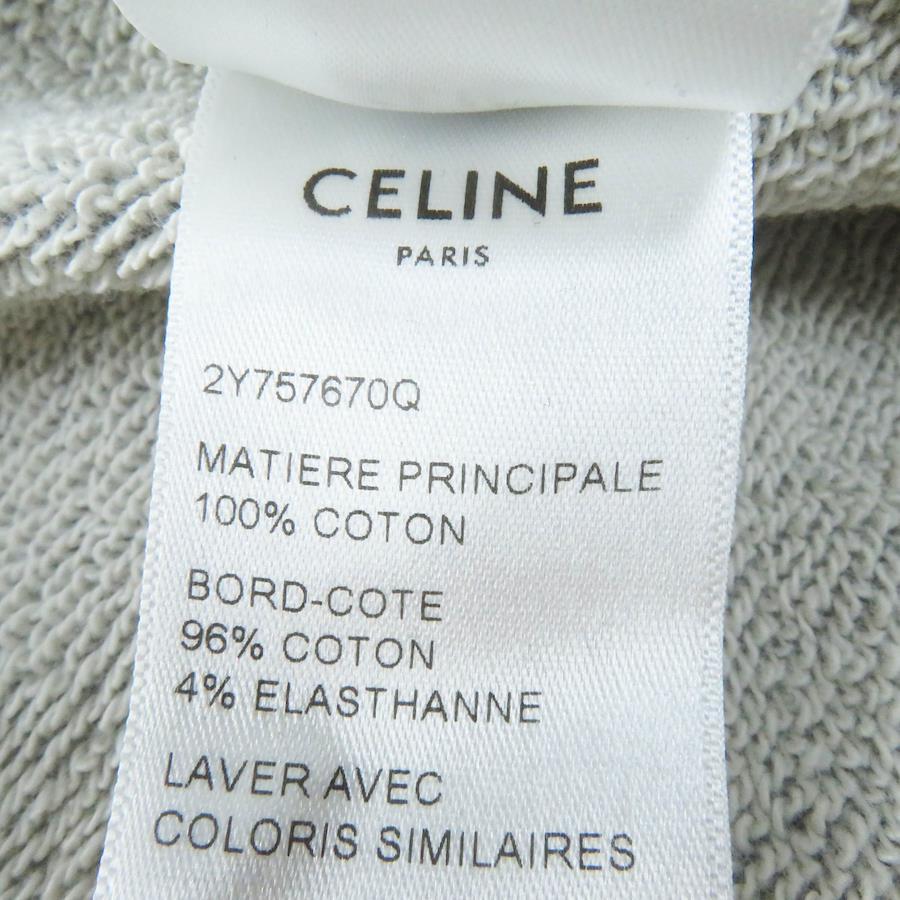 CELINE
PARIS
2Y757670Q
MATIERE PRINCIPALE
100% COTON
BORD-COTE
96% COTON
4% ELASTHANNE
LAVER AVEC
COLORIS SIMILAIRES